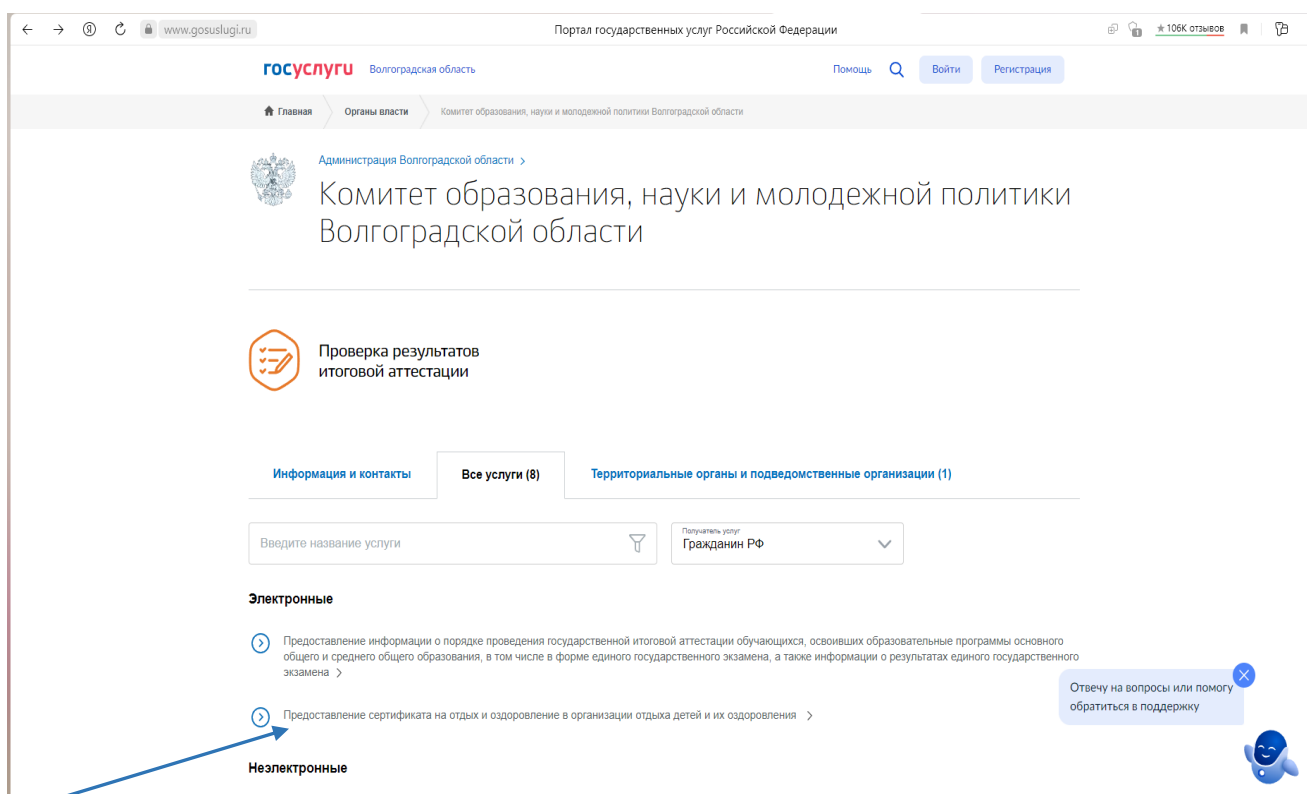 www.gosuslugi.ru
Портал государственных услуг Российской Федерации
1
★ 106К отзывов
госуслуги
Волгоградская область
Помощь
Войти
Регистрация
Главная
Органы власти
Комитет образования, науки и молодежной политики Волгоградской области
Администрация Волгоградской области >
Комитет образования, науки и молодежной политики
Волгоградской области
Проверка результатов
итоговой аттестации
Информация и контакты
Все услуги (8)
Территориальные органы и подведомственные организации (1)
Введите название услуги
Получатель услуг
Гражданин РФ
Электронные
Предоставление информации о порядке проведения государственной итоговой аттестации обучающихся, освоивших образовательные программы основного
общего и среднего общего образования, в том числе в форме единого государственного экзамена, а также информации о результатах единого государственного
экзамена >
Отвечу на вопросы или помогу
обратиться в поддержку
Предоставление сертификата на отдых и оздоровление в организации отдыха детей и их оздоровления >
Неэлектронные